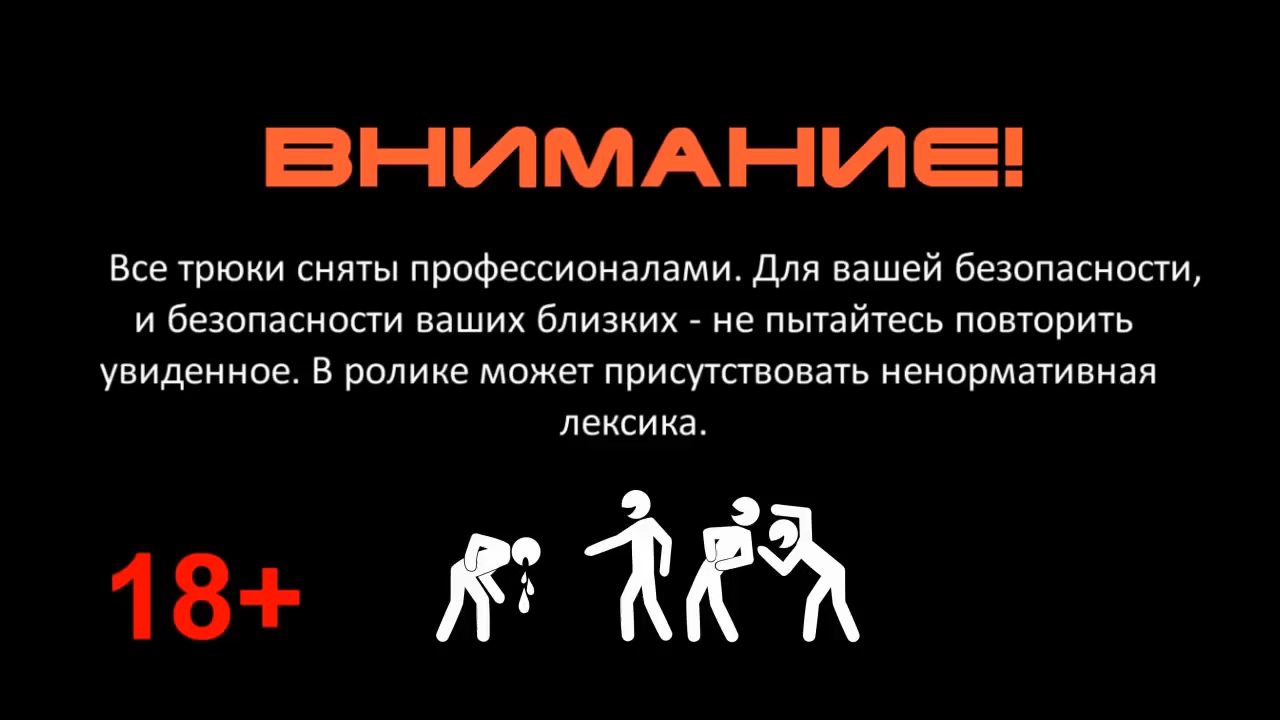 ВНИМАНИЕ!
Все трюки сняты профессионалами. Для вашей безопасности,
и безопасности ваших близких - не пытайтесь повторить
увиденное. В ролике может присутствовать ненормативная
лексика.
18+